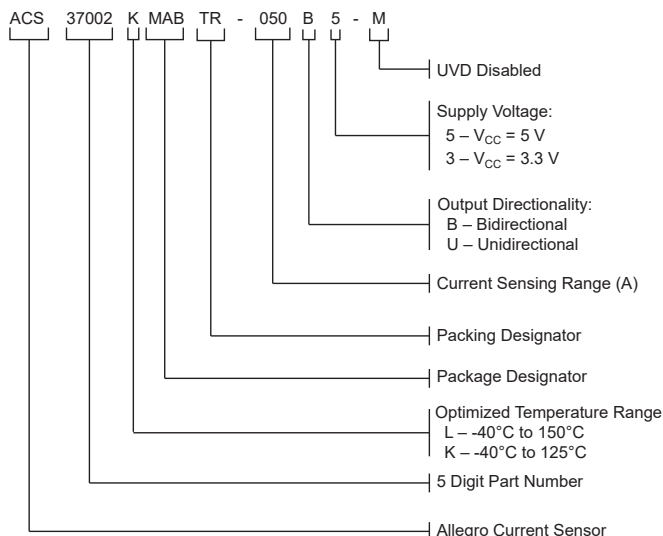 ACS 37002 K MAB TR - 050 B 5 - M
UVD Disabled
Supply Voltage:
5 – VCC = 5 V
3 – VCC = 3.3 V
Output Directionality:
B – Bidirectional
U – Unidirectional
Current Sensing Range (A)
Packing Designator
Package Designator
Optimized Temperature Range
L – -40°C to 150°C
K – -40°C to 125°C
5 Digit Part Number
Allegro Current Sensor